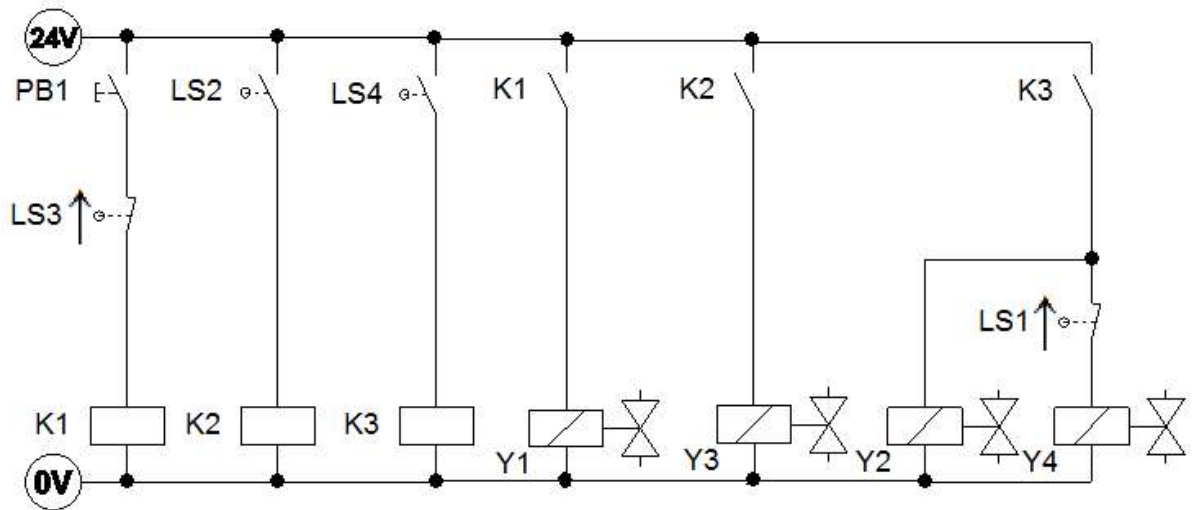 24V
PB1 LS2 LS4 K1 K2 K3
LS3
LS1
K1 K2 K3
Y1 Y3 Y2 Y4
0V